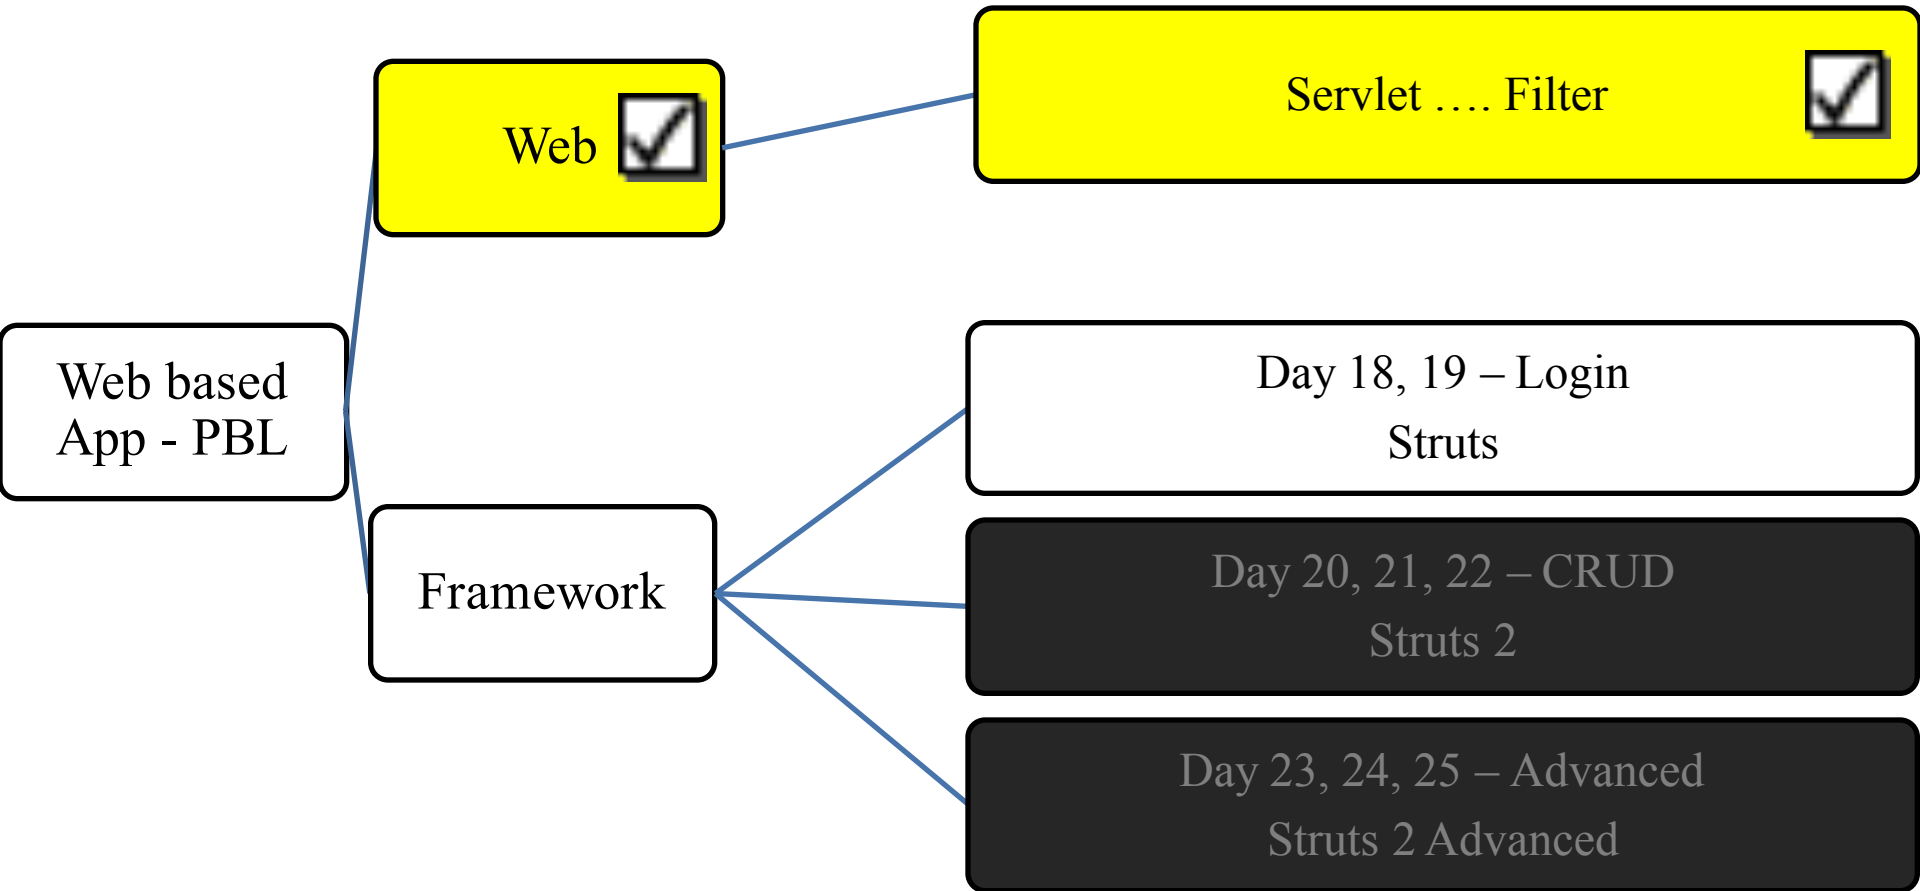 Web
Servlet …. Filter
Web based
App - PBL
Day 18, 19 – Login
Struts
Framework
Day 20, 21, 22 – CRUD
Struts 2
Day 23, 24, 25 – Advanced
Struts 2 Advanced